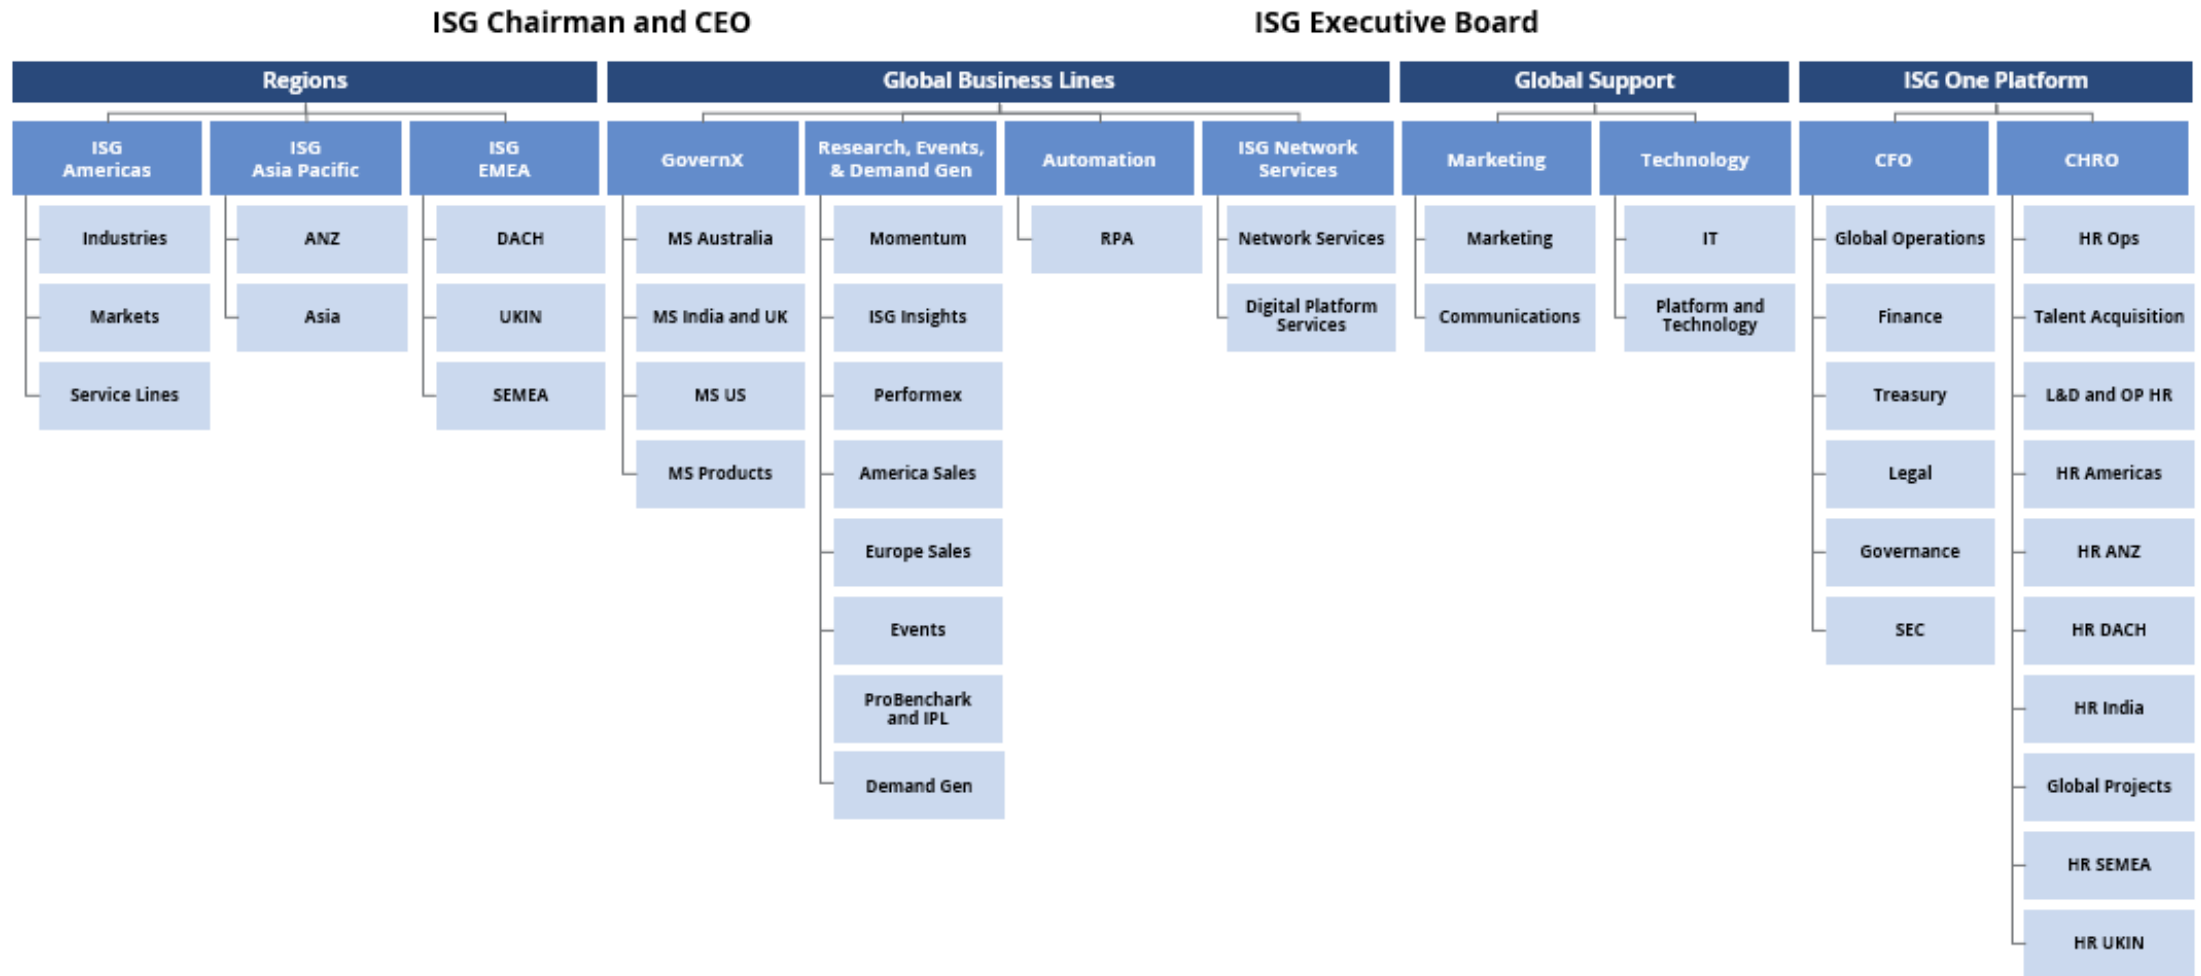 ISG Chairman and CEO
ISG Executive Board
Regions
Global Business Lines
Global Support
ISG One Platform
ISG
Americas
ISG
Asia Pacific
ISG
EMEA
GovernX
Research, Events,
& Demand Gen
Automation
ISG Network
Services
Marketing
Technology
CFO
CHRO
Industries
Markets
Service Lines
ANZ
Asia
DACH
UKIN
SEMEA
MS Australia
MS India and UK
MS US
MS Products
Momentum
ISG Insights
Performex
America Sales
Europe Sales
Events
ProBenchark
and IPL
Demand Gen
RPA
Network Services
Digital Platform
Services
Marketing
Communications
IT
Platform and
Technology
Global Operations
Finance
Treasury
Legal
Governance
SEC
HR Ops
Talent Acquisition
L&D and OP HR
HR Americas
HR ANZ
HR DACH
HR India
Global Projects
HR SEMEA
HR UKIN